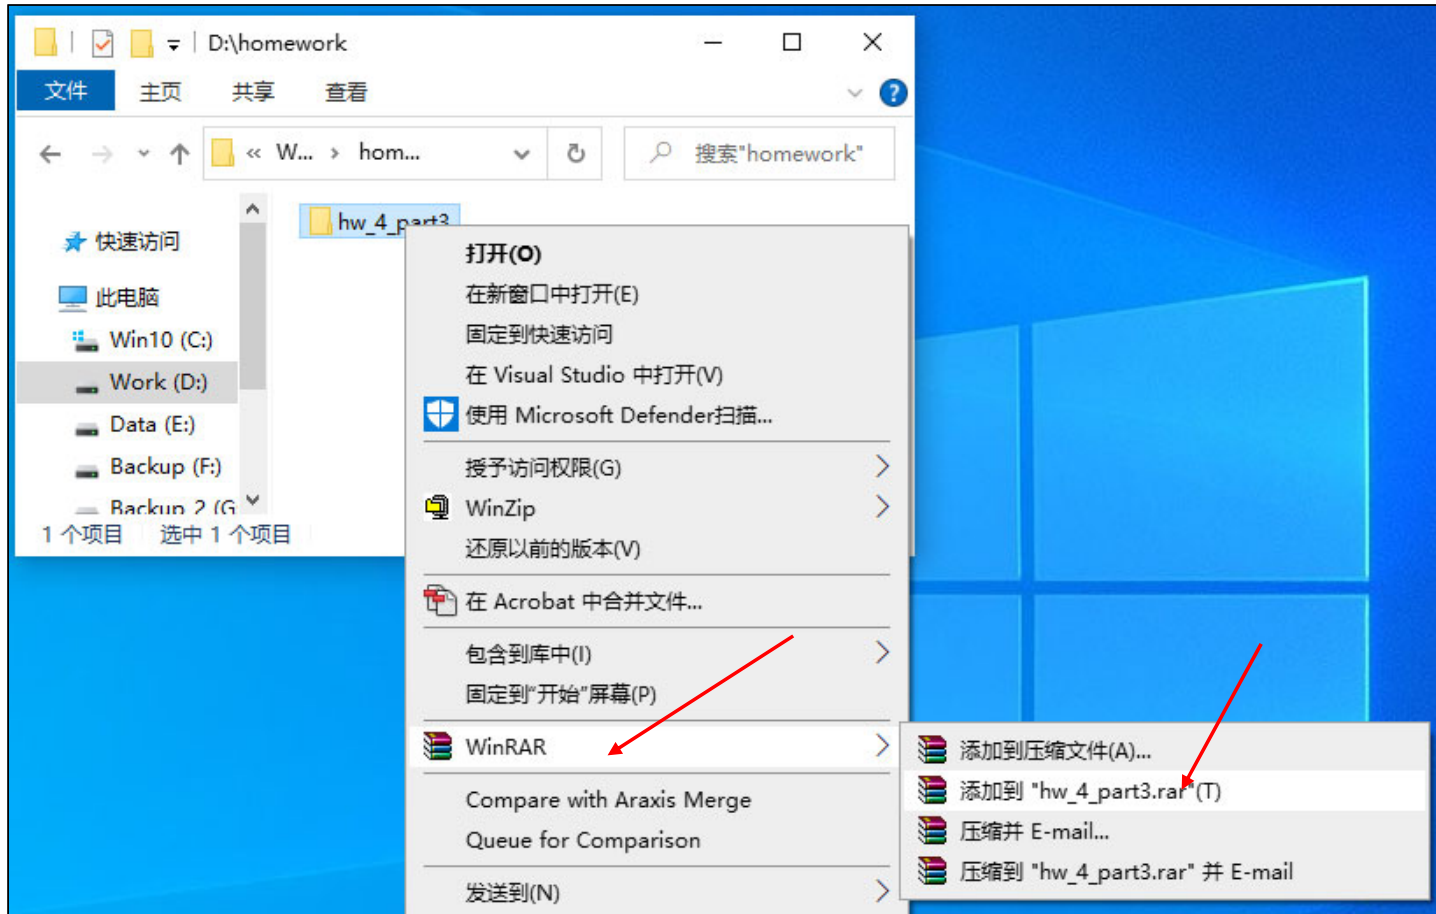 D:\homework
文件 主页 共享 查看
« W... › hom...
搜索"homework"
hw_4_part3
快速访问
此电脑
Win10 (C:)
Work (D:)
Data (E:)
Backup (F:)
Backup 2 (G
1 个项目 选中 1 个项目
打开(O)
在新窗口中打开(E)
固定到快速访问
在 Visual Studio 中打开(V)
使用 Microsoft Defender扫描...
授予访问权限(G)
WinZip
还原以前的版本(V)
在 Acrobat 中合并文件...
包含到库中(I)
固定到"开始"屏幕(P)
WinRAR
Compare with Araxis Merge
Queue for Comparison
发送到(N)
添加到压缩文件(A)...
添加到 "hw_4_part3.rar"(T)
压缩并 E-mail...
压缩到 "hw_4_part3.rar" 并 E-mail